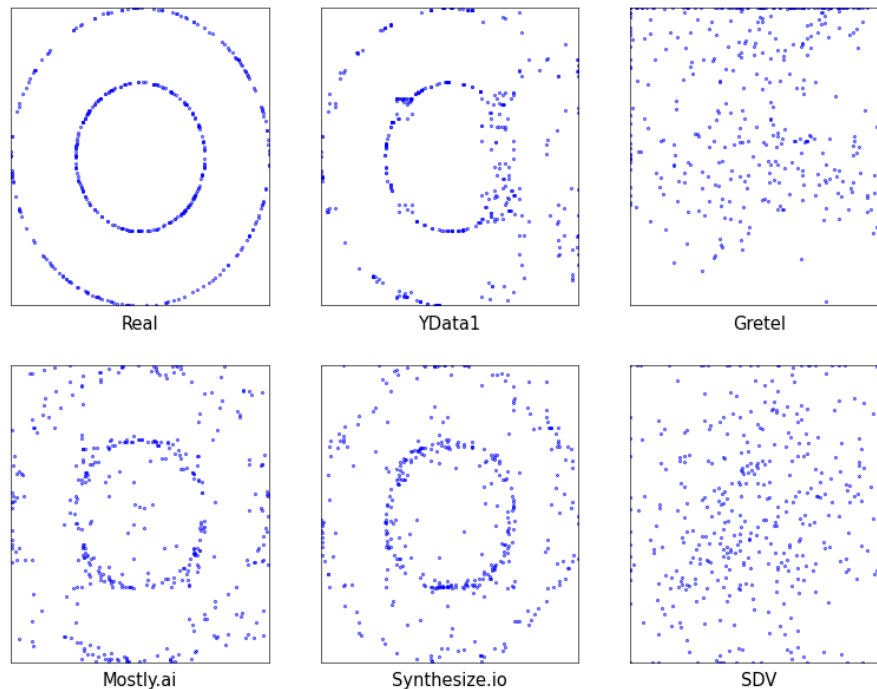 Real
YData1
Gretel
Mostly.ai
Synthesize.io
SDV